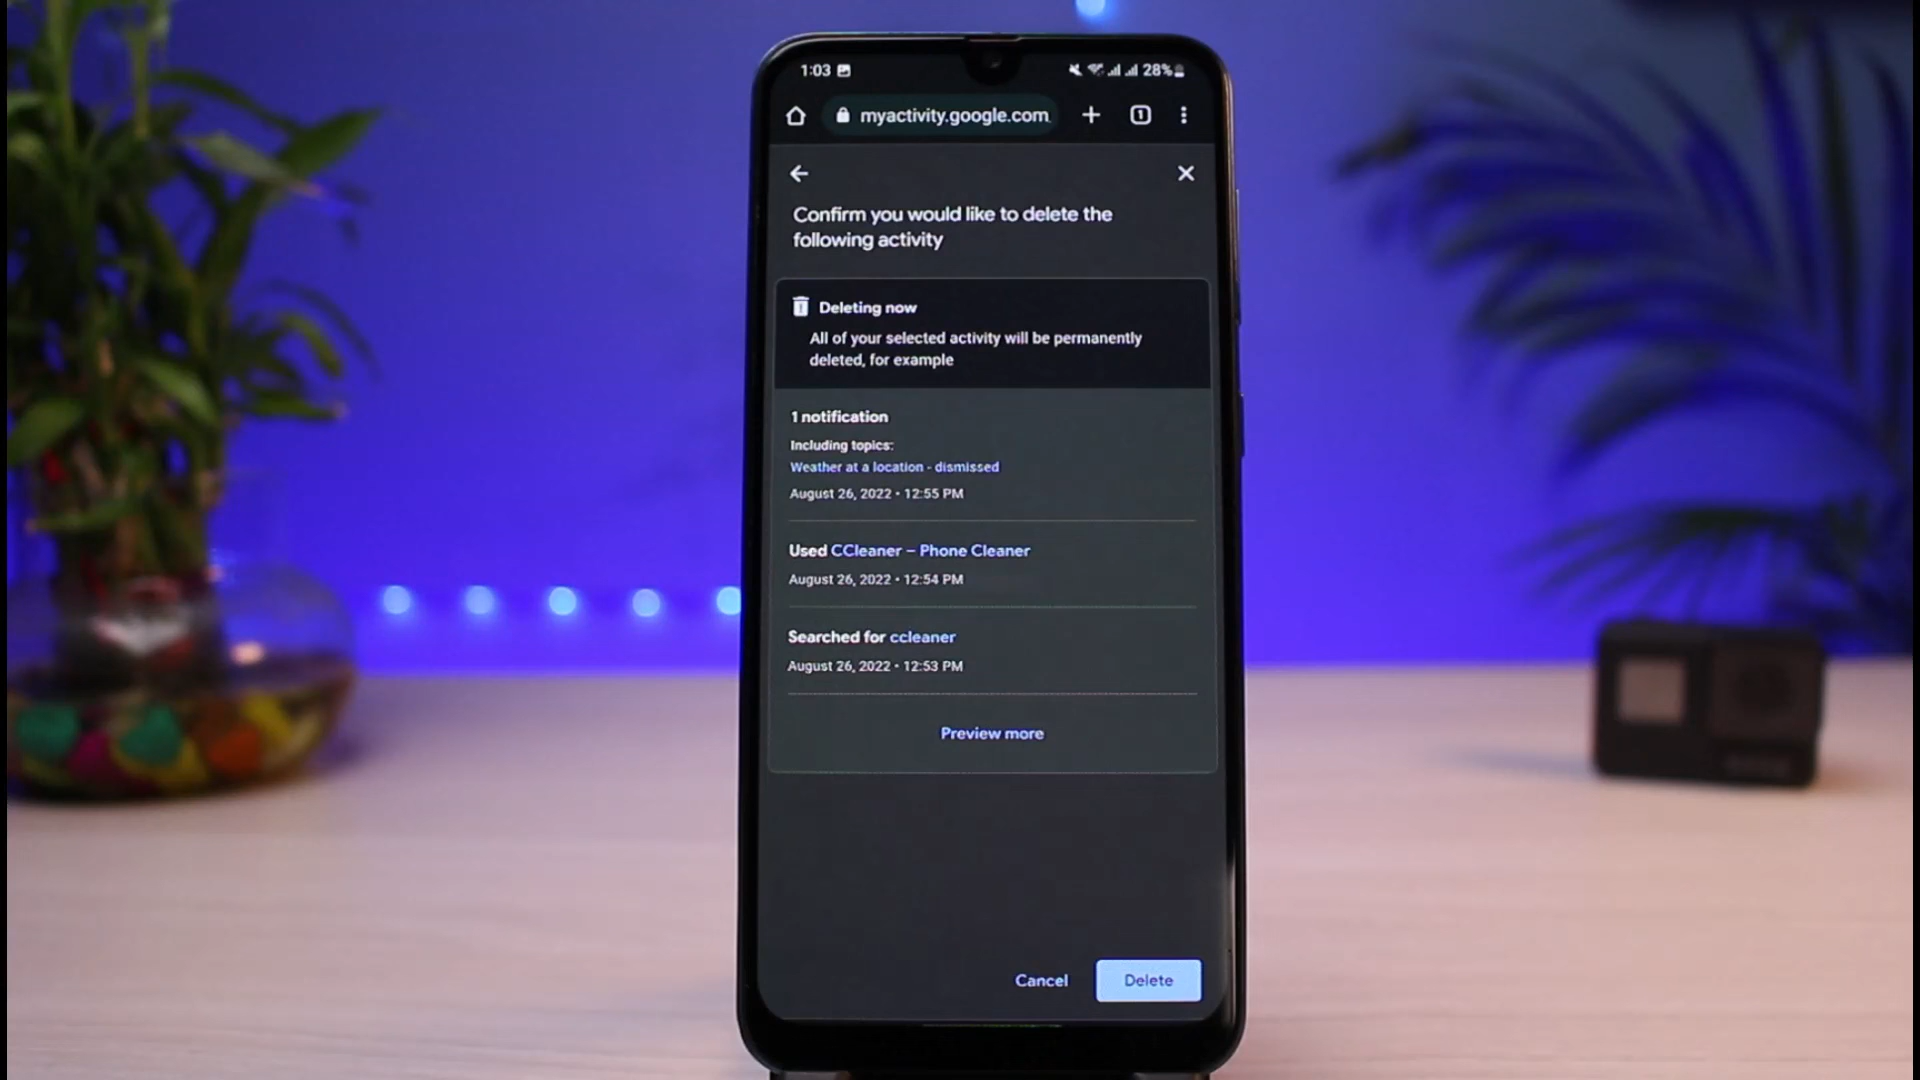 1:03
28%
myactivity.google.com
1
Confirm you would like to delete the
following activity
Deleting now
All of your selected activity will be permanently
deleted, for example
1 notification
Including topics:
Weather at a location - dismissed
August 26, 2022 • 12:55 PM
Used CCleaner – Phone Cleaner
August 26, 2022 • 12:54 PM
Searched for ccleaner
August 26, 2022 • 12:53 PM
Preview more
Cancel
Delete